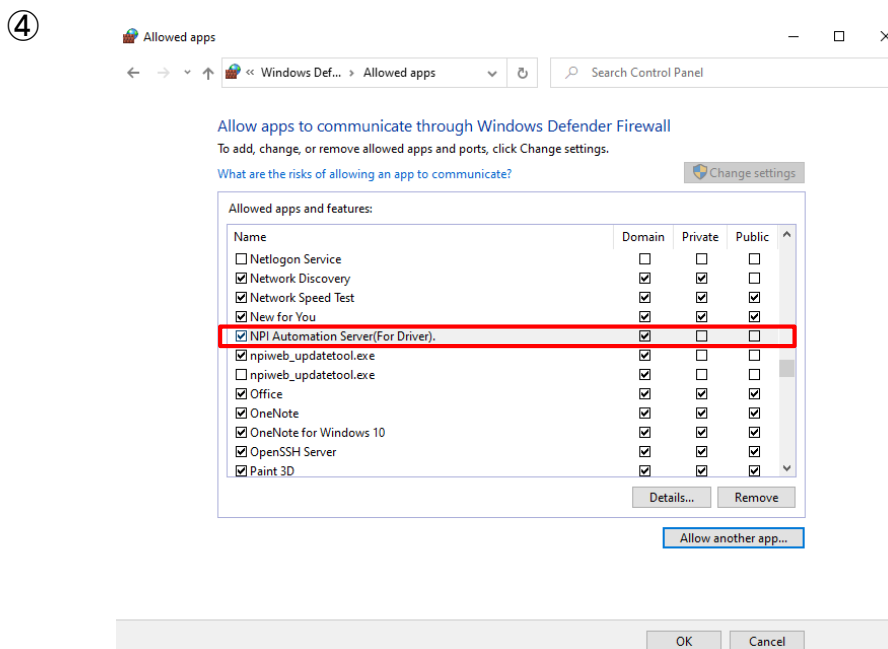 ④
Allowed apps
« Windows Def... › Allowed apps
Search Control Panel
Allow apps to communicate through Windows Defender Firewall
To add, change, or remove allowed apps and ports, click Change settings.
What are the risks of allowing an app to communicate?
Change settings
Allowed apps and features:
Name Domain Private Public
Netlogon Service
Network Discovery
Network Speed Test
New for You
NPI Automation Server(For Driver).
npiweb_updatetool.exe
npiweb_updatetool.exe
Office
OneNote
OneNote for Windows 10
OpenSSH Server
Paint 3D
Details... Remove
Allow another app...
OK Cancel